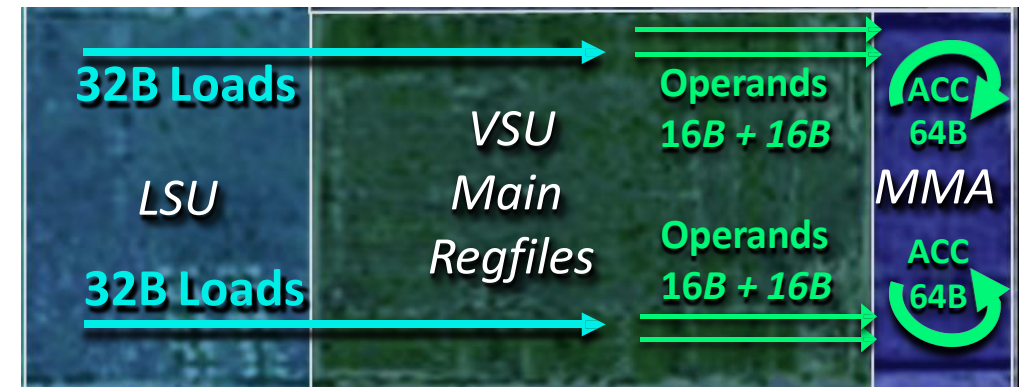 32B Loads
LSU
32B Loads
VSU
Main
Regfiles
Operands
16B + 16B
Operands
16B + 16B
ACC
64B
MMA
ACC
64B